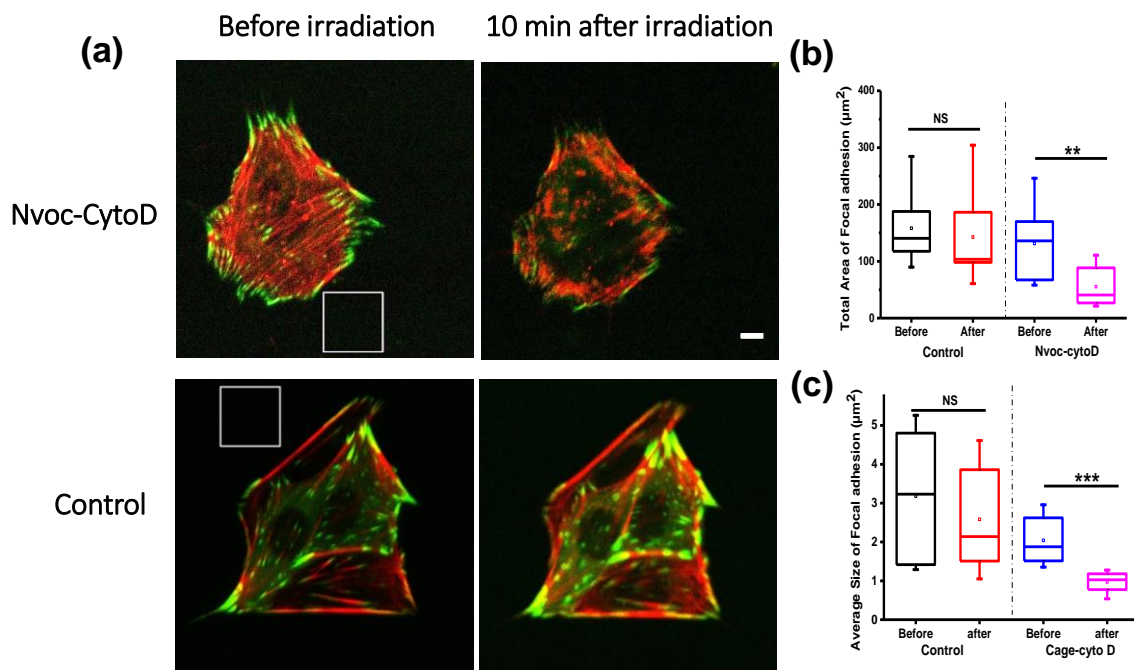 (a)
Before irradiation
10 min after irradiation
Nvoc-CytoD
Control
(b)
Total Area of Focal adhesion (µm²)
400
300
200
100
0
NS
**
Before
After
Before
After
Control
Nvoc-cytoD
(c)
Average Size of Focal adhesion (µm²)
5
4
3
2
1
0
NS
***
Before
after
Before
after
Control
Cage-cyto D